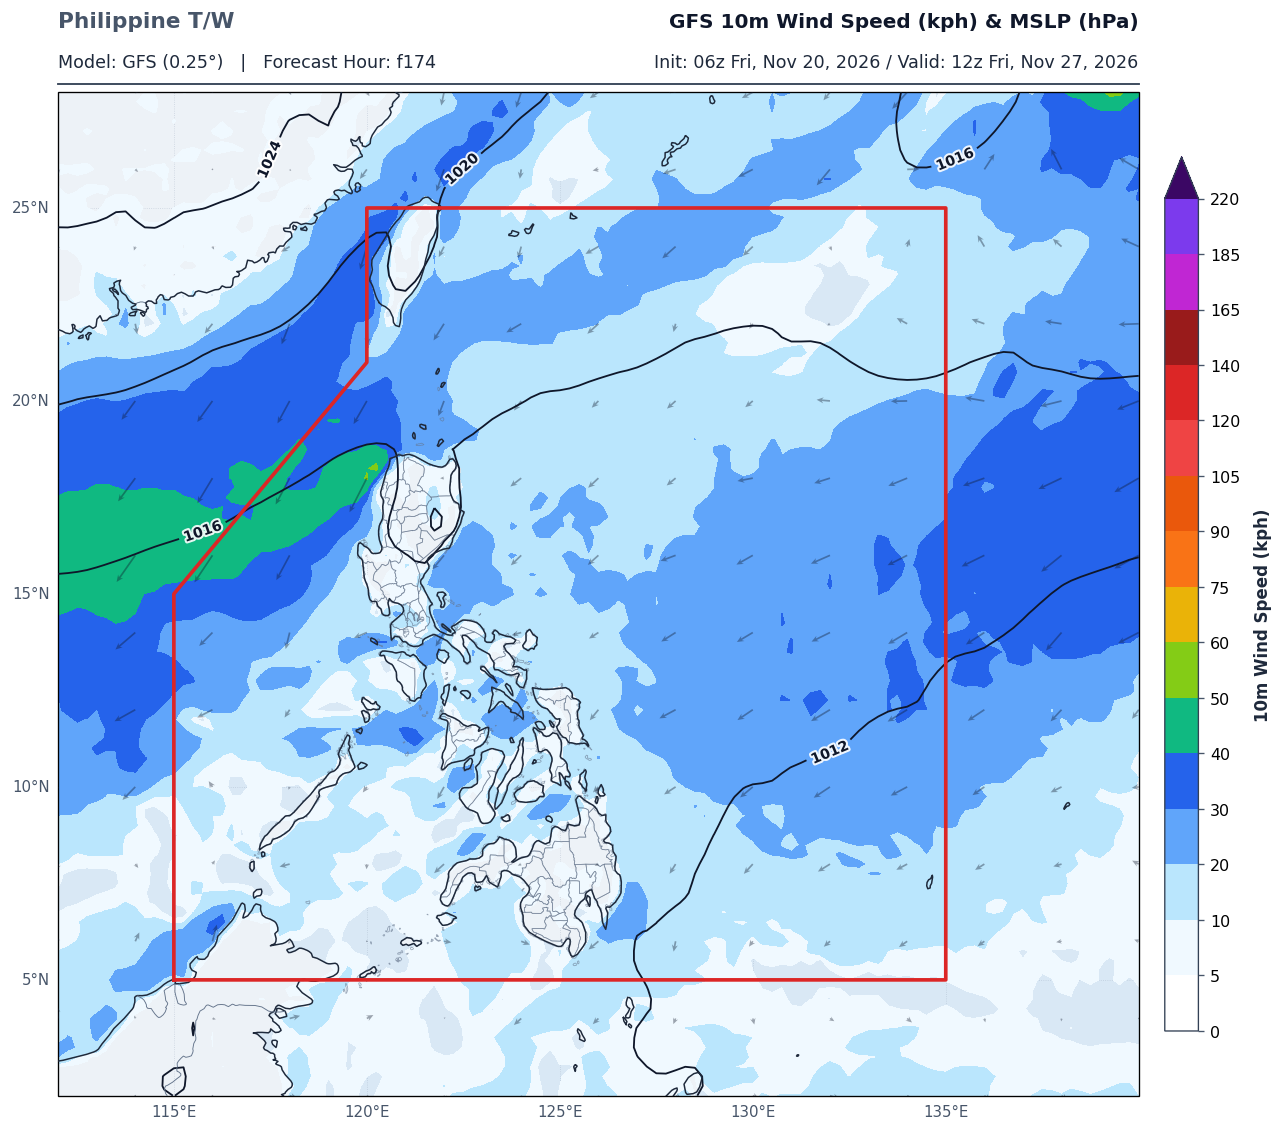 Philippine T/W
GFS 10m Wind Speed (kph) & MSLP (hPa)
Model: GFS (0.25°)   |   Forecast Hour: f174
Init: 06z Fri, Nov 20, 2026 / Valid: 12z Fri, Nov 27, 2026
1024
1020
1016
1016
1012
25°N
20°N
15°N
10°N
5°N
115°E
120°E
125°E
130°E
135°E
220
185
165
140
120
105
90
75
60
50
40
30
20
10
5
0
10m Wind Speed (kph)